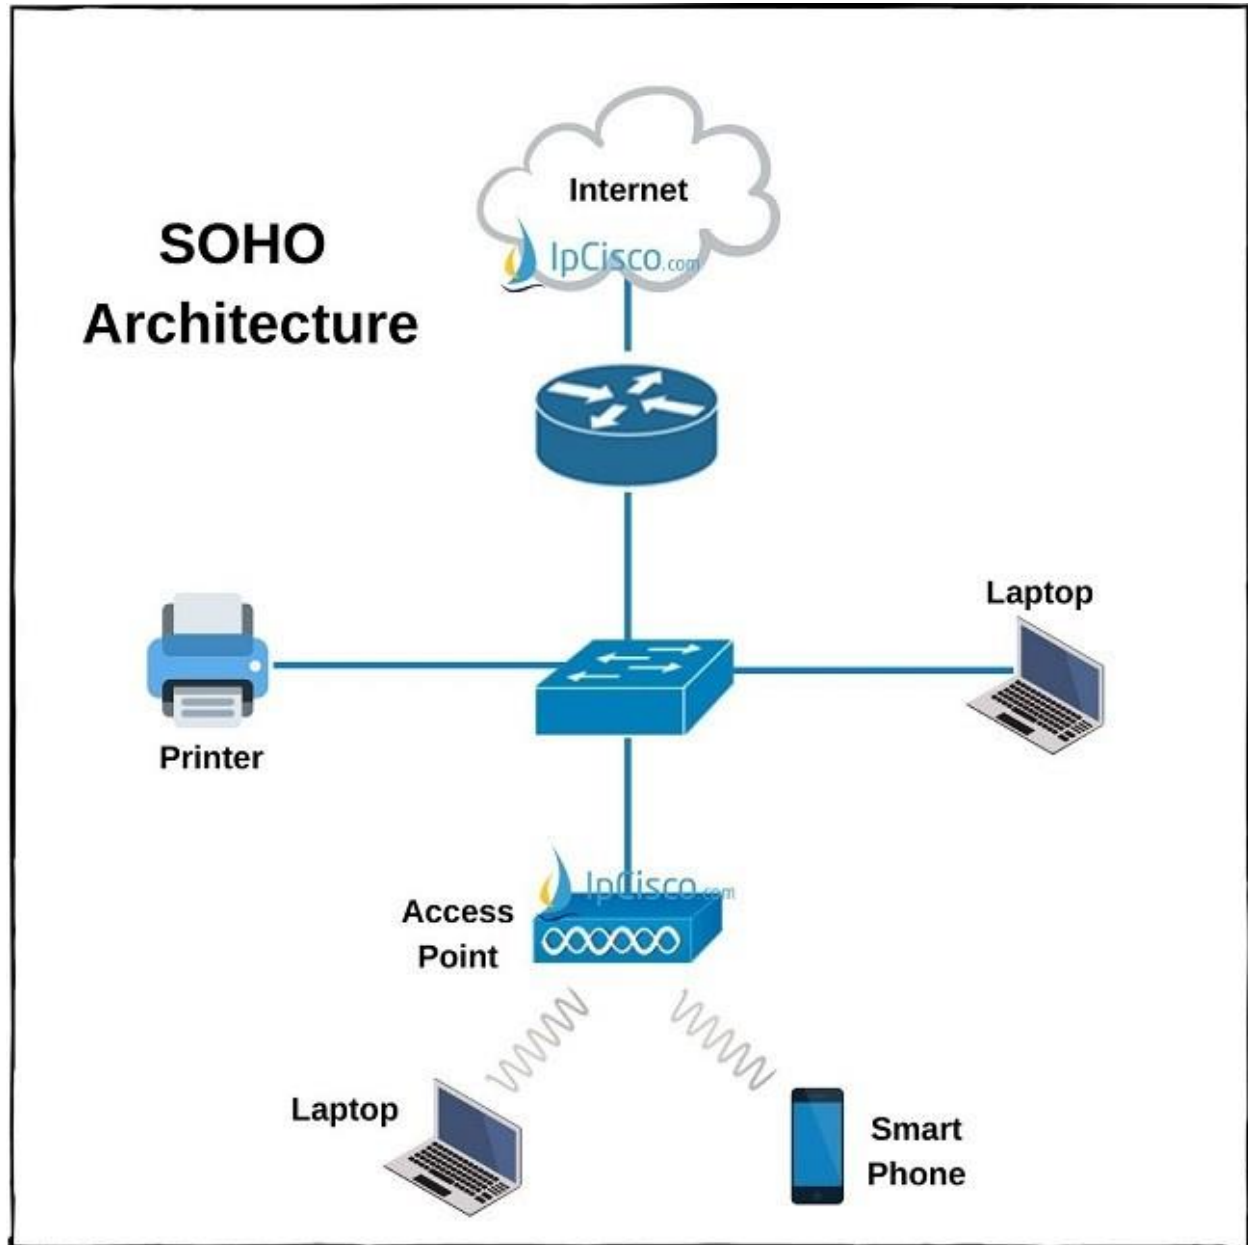 Internet
IpCisco.com
SOHO
Architecture
Laptop
Printer
IpCisco.com
Access
Point
Laptop
Smart
Phone